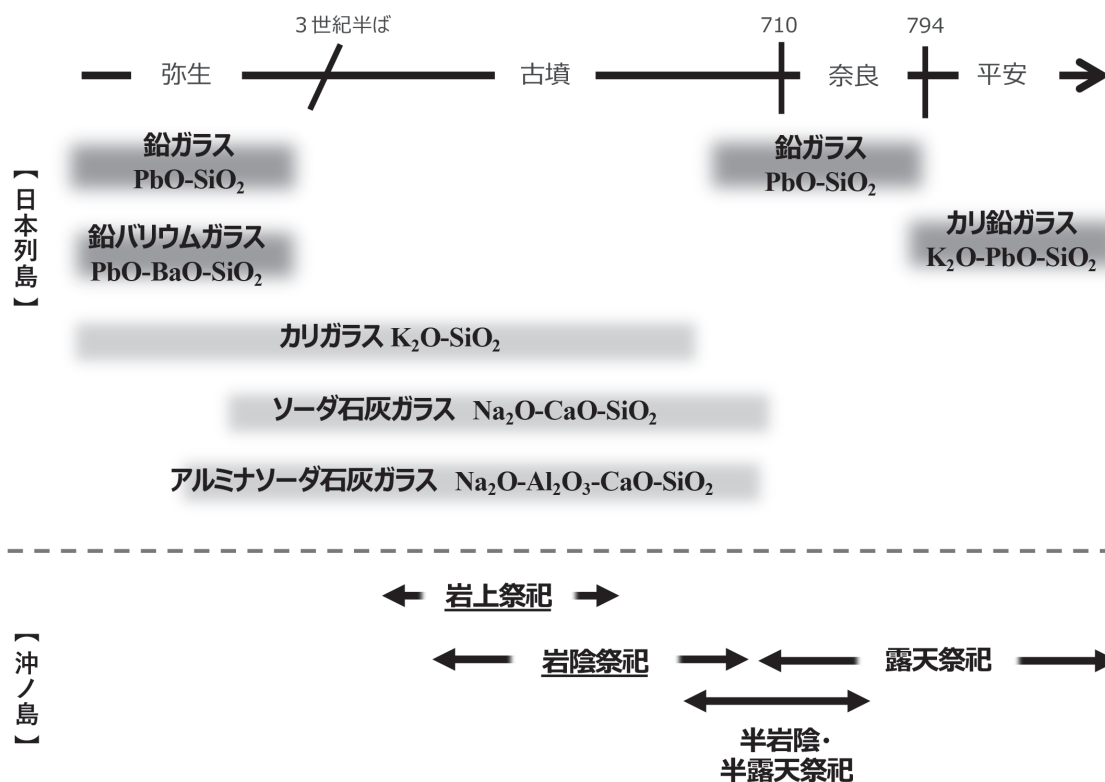 3世紀半ば 710 794
弥生 古墳 奈良 平安
【日本列島】
鉛ガラス
PbO-SiO₂
鉛ガラス
PbO-SiO₂
鉛バリウムガラス
PbO-BaO-SiO₂
カリ鉛ガラス
K₂O-PbO-SiO₂
カリガラス K₂O-SiO₂
ソーダ石灰ガラス Na₂O-CaO-SiO₂
アルミナソーダ石灰ガラス Na₂O-Al₂O₃-CaO-SiO₂
【沖ノ島】
岩上祭祀
岩陰祭祀
露天祭祀
半岩陰・
半露天祭祀